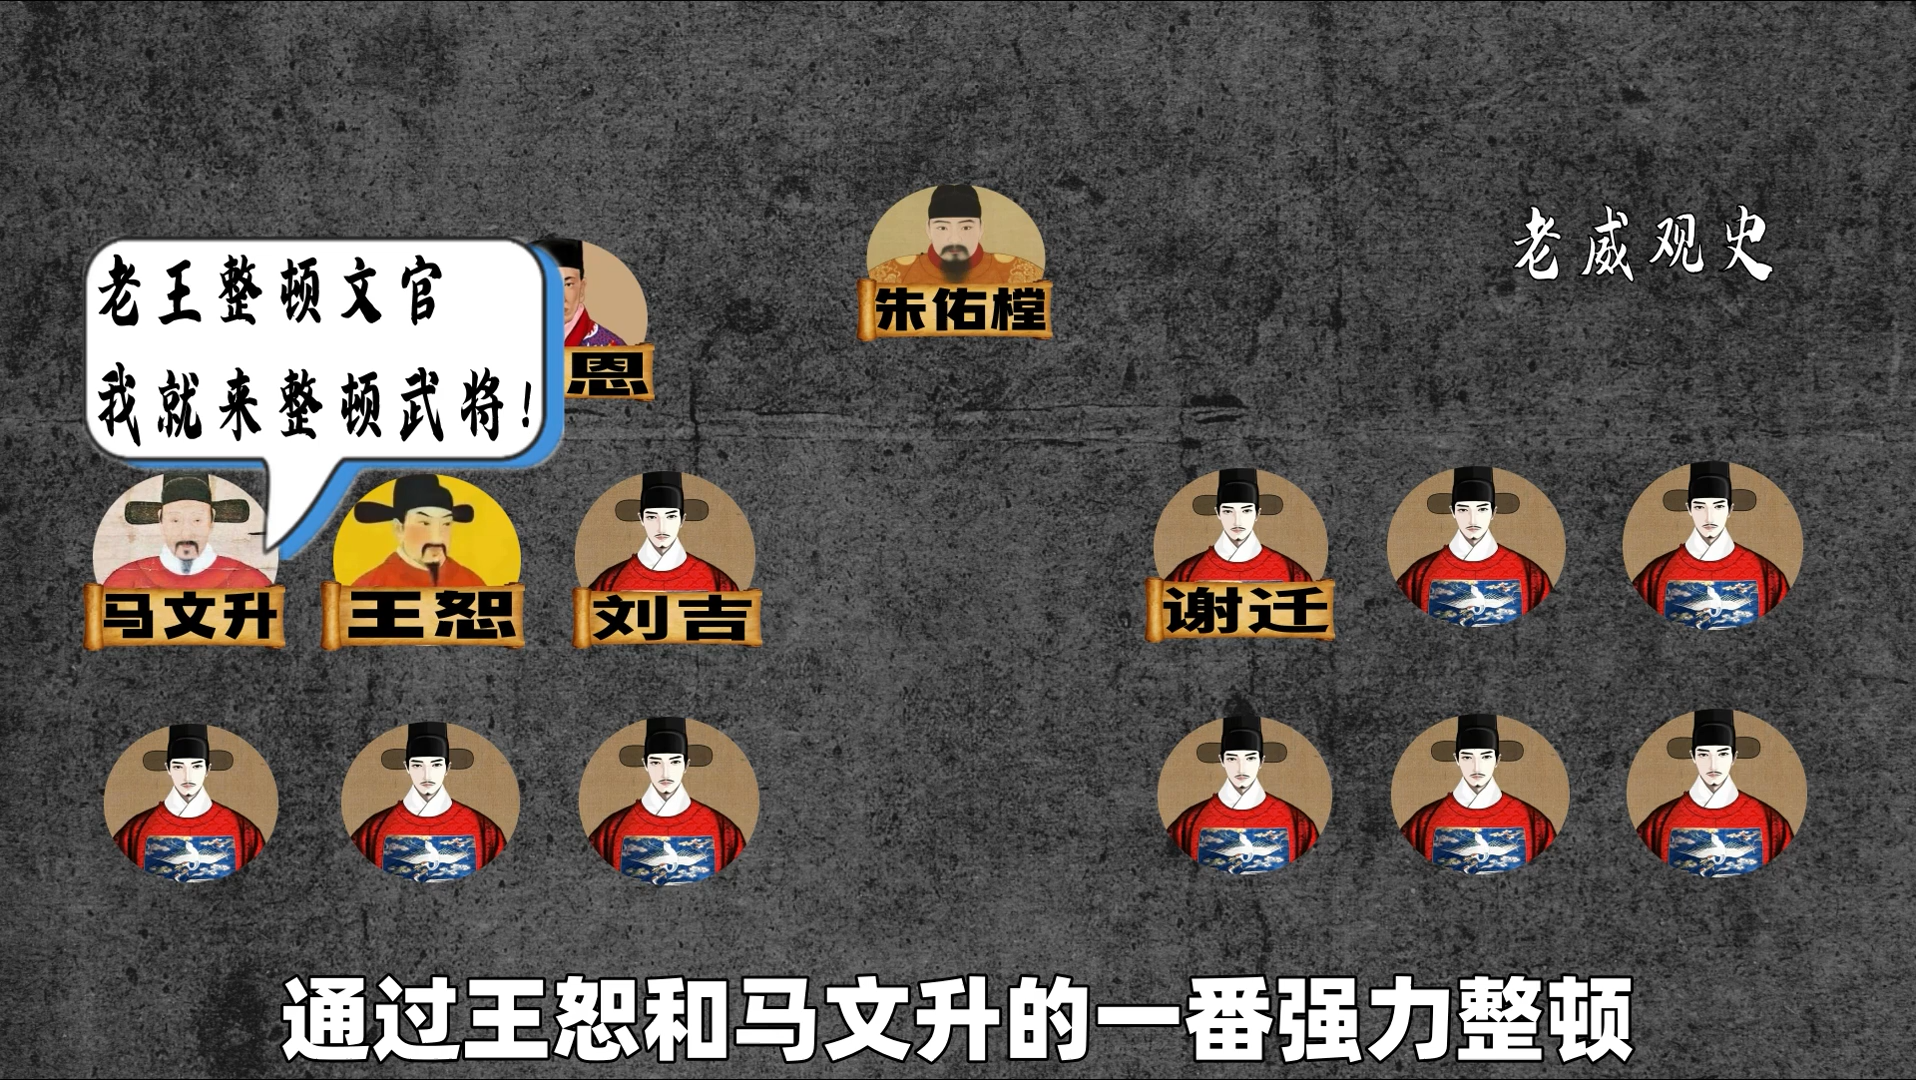 朱佑樘
老威观史
老王整顿文官
我就来整顿武将!
恩
马文升
王恕
刘吉
谢迁
通过王恕和马文升的一番强力整顿